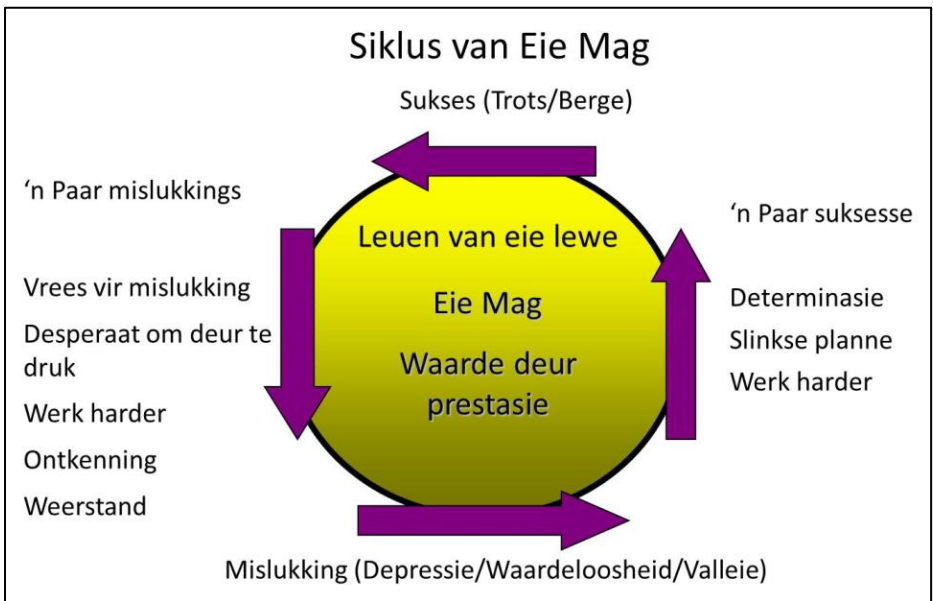 Siklus van Eie Mag
Sukses (Trots/Berge)
‘n Paar mislukkings
Vrees vir mislukking
Desperaat om deur te
druk
Werk harder
Ontkenning
Weerstand
Leuen van eie lewe
Eie Mag
Waarde deur
prestasie
‘n Paar suksesse
Determinasie
Slinkse planne
Werk harder
Mislukking (Depressie/Waardeloosheid/Valleie)